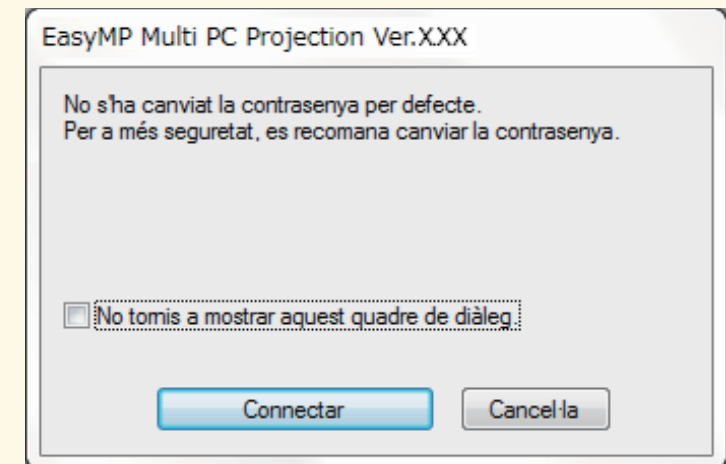 EasyMP Multi PC Projection Ver.XXX
No s'ha canviat la contrasenya per defecte.
Per a més seguretat, es recomana canviar la contrasenya.
No tornis a mostrar aquest quadre de diàleg.
Connectar
Cancel·la